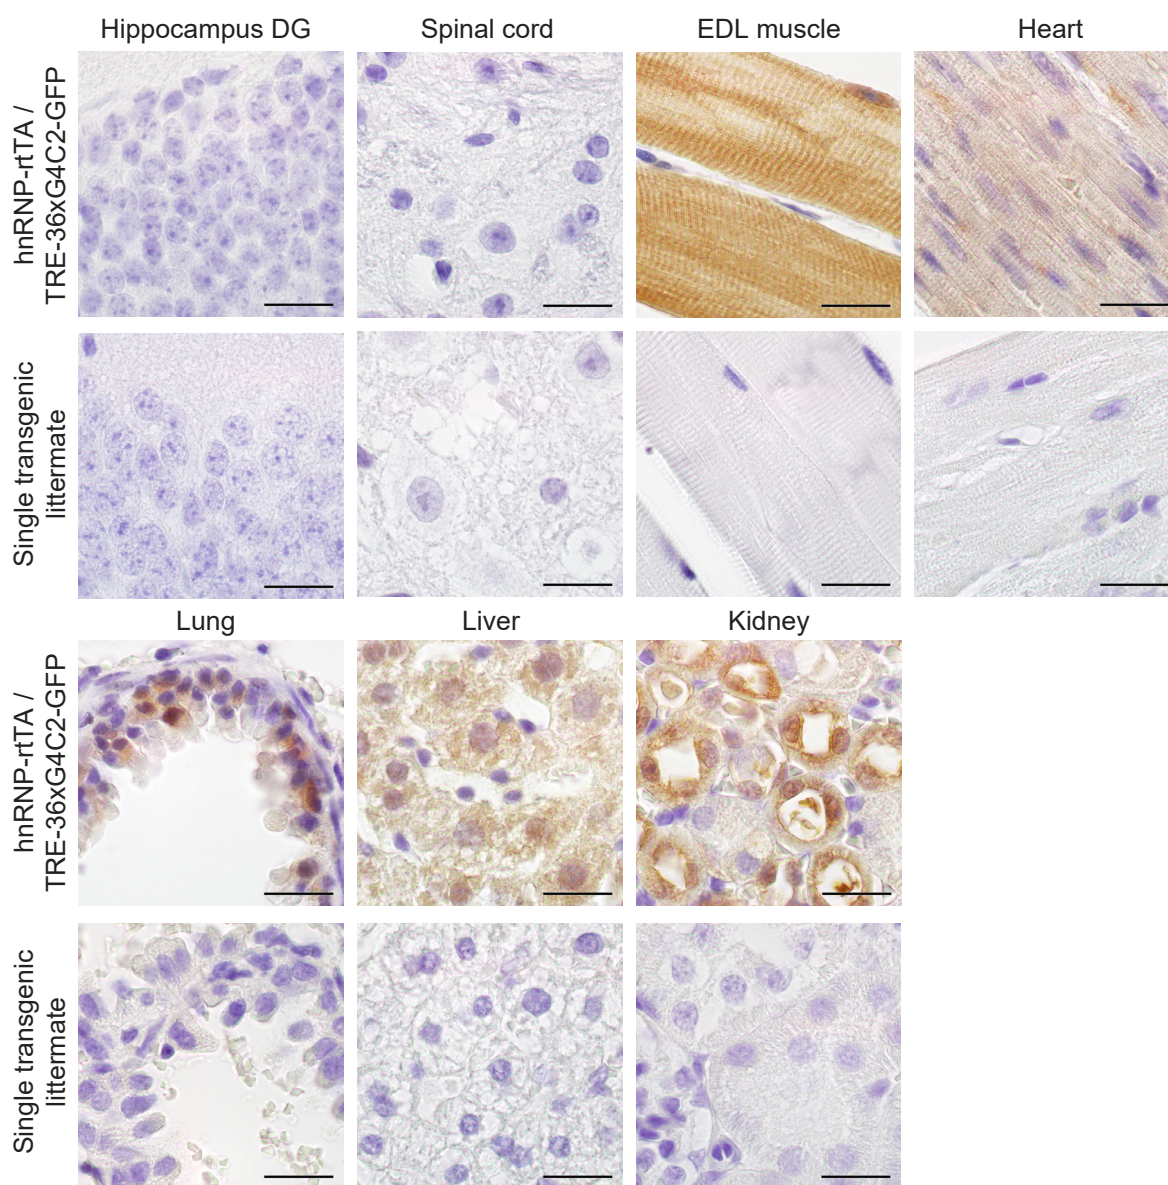 Hippocampus DG
Spinal cord
EDL muscle
Heart
hnRNP-rtTA /
TRE-36xG4C2-GFP
Single transgenic
littermate
Lung
Liver
Kidney
hnRNP-rtTA /
TRE-36xG4C2-GFP
Single transgenic
littermate